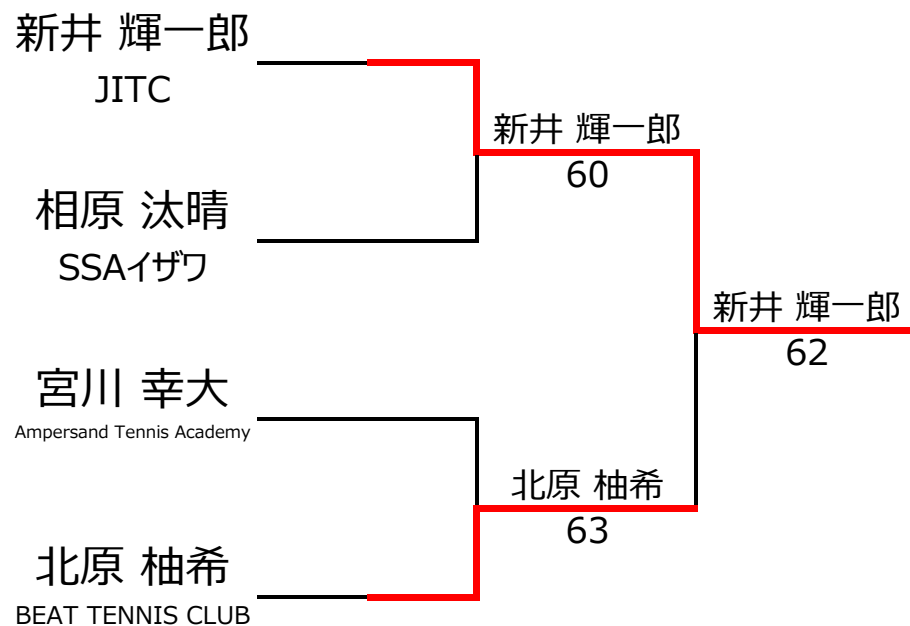 新井 輝一郎
JITC
新井 輝一郎
60
相原 汰晴
SSAイザワ
新井 輝一郎
62
宮川 幸大
Ampersand Tennis Academy
北原 柚希
63
北原 柚希
BEAT TENNIS CLUB